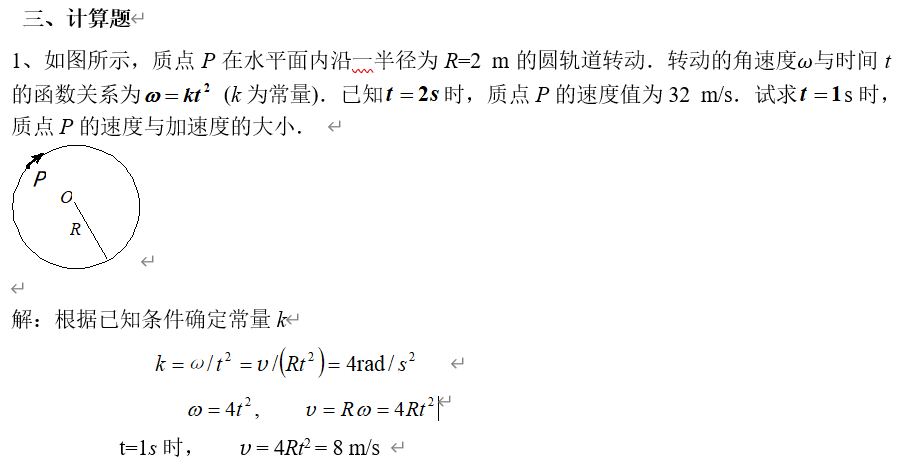 三、计算题↵
1、如图所示，质点 P 在水平面内沿一半径为 R=2 m 的圆轨道转动．转动的角速度ω与时间 t
的函数关系为 ω = kt² (k 为常量)．已知 t = 2s 时，质点 P 的速度值为 32 m/s．试求 t = 1s 时，
质点 P 的速度与加速度的大小． ↵
P
O
R
↵
↵
解：根据已知条件确定常量 k↵
k = ω/t² = υ/(Rt²) = 4rad/s² ↵
ω = 4t², υ = Rω = 4Rt²↵
t=1s 时， υ = 4Rt² = 8 m/s ↵